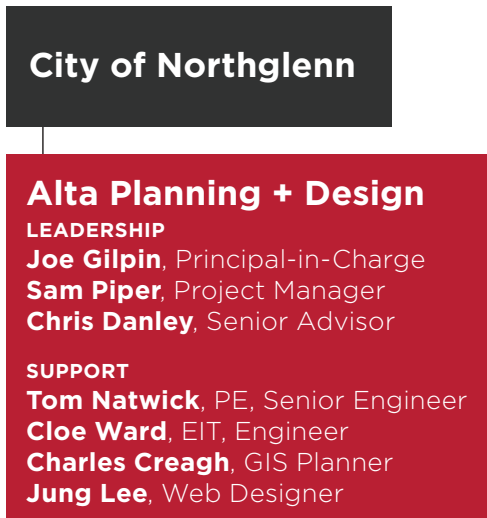 City of Northglenn
Alta Planning + Design
LEADERSHIP
Joe Gilpin, Principal-in-Charge
Sam Piper, Project Manager
Chris Danley, Senior Advisor
SUPPORT
Tom Natwick, PE, Senior Engineer
Cloe Ward, EIT, Engineer
Charles Creagh, GIS Planner
Jung Lee, Web Designer